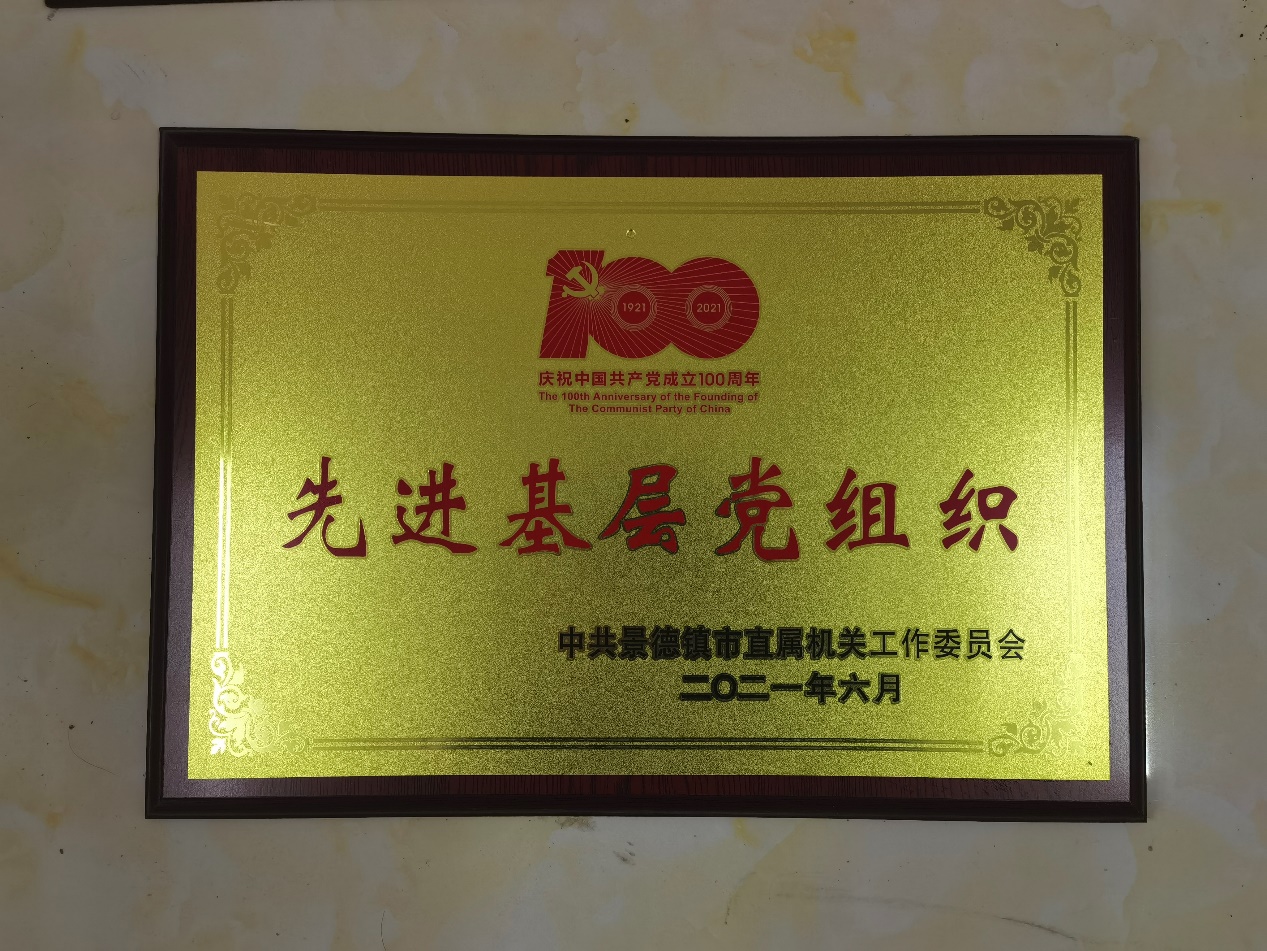 100
1921
2021
庆祝中国共产党成立100周年
The 100th Anniversary of the Founding of
The Communist Party of China
先进基层党组织
中共景德镇市直属机关工作委员会
二〇二一年六月